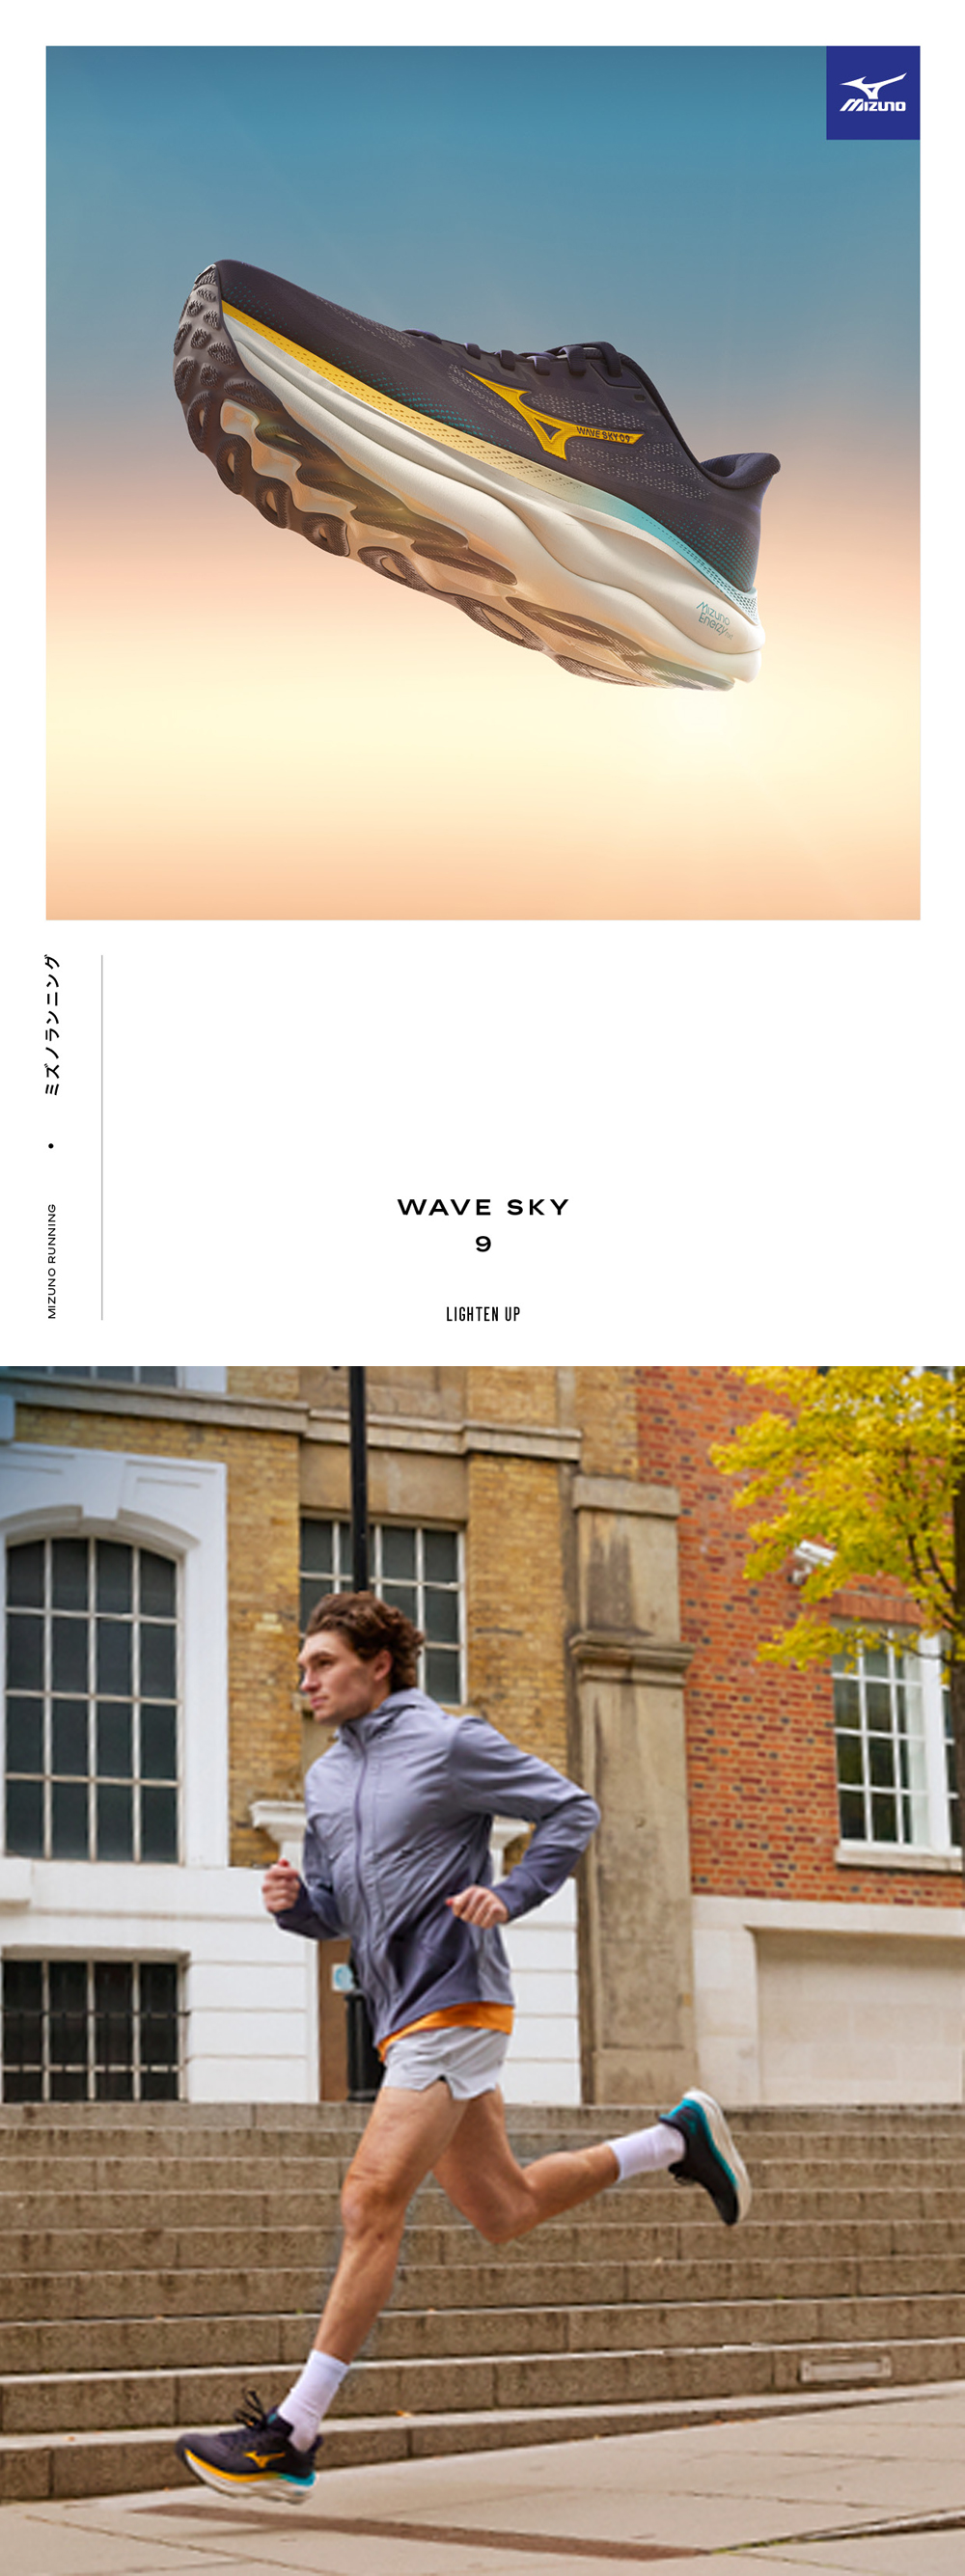 MIZUNO
WAVE SKY 9
Mizuno
Enerzy
ミズノランニング
•
MIZUNO RUNNING
WAVE SKY
9
LIGHTEN UP